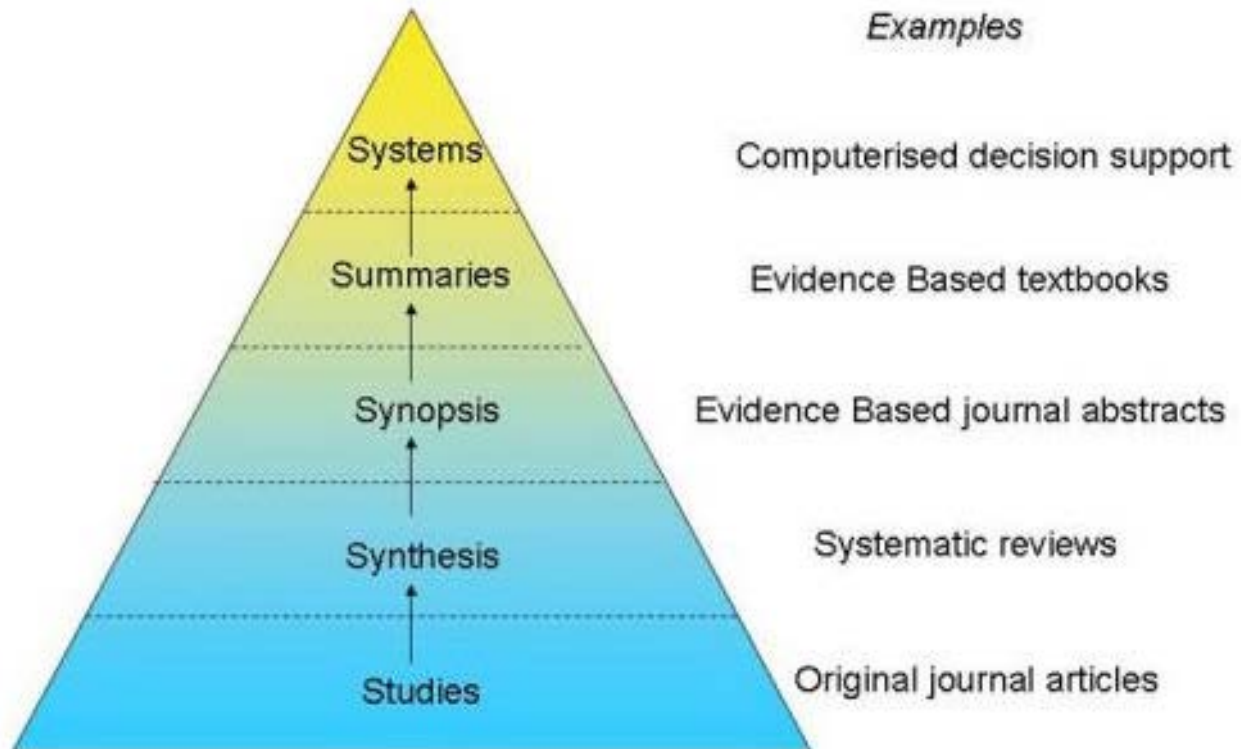 Examples
Systems
Computerised decision support
Summaries
Evidence Based textbooks
Synopsis
Evidence Based journal abstracts
Synthesis
Systematic reviews
Studies
Original journal articles